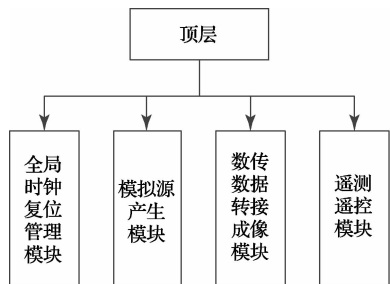 顶层
全局
时钟
复位
管理
模块
模拟源
产生
模块
数传
数据
转接
成像
模块
遥测
遥控
模块